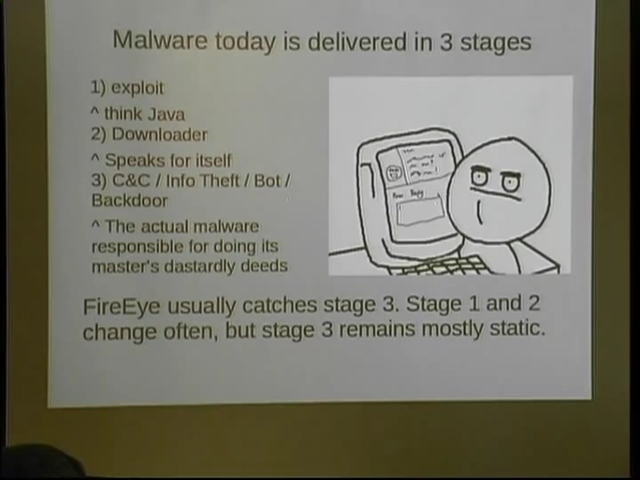 Malware today is delivered in 3 stages
1) exploit
^ think Java
2) Downloader
^ Speaks for itself
3) C&C / Info Theft / Bot /
Backdoor
^ The actual malware
responsible for doing its
master's dastardly deeds
FireEye usually catches stage 3. Stage 1 and 2
change often, but stage 3 remains mostly static.